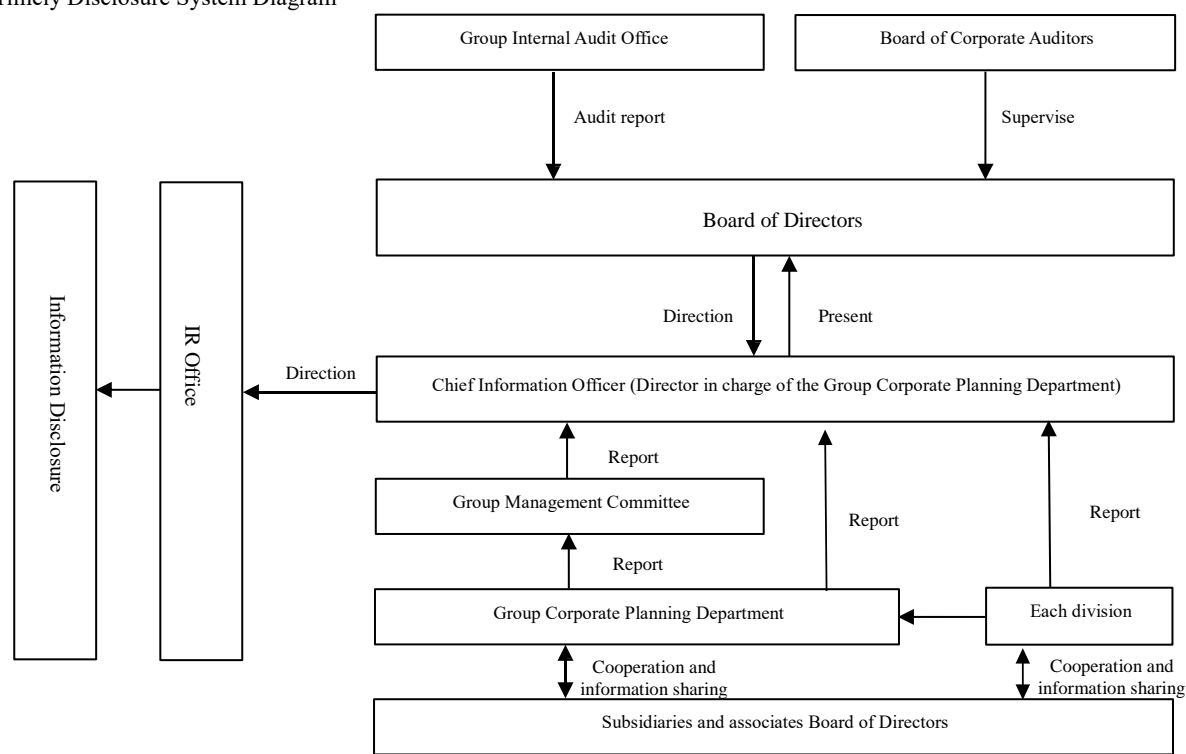 Timely Disclosure System Diagram
Group Internal Audit Office
Board of Corporate Auditors
Audit report
Supervise
Board of Directors
Direction
Present
Information Disclosure
IR Office
Direction
Chief Information Officer (Director in charge of the Group Corporate Planning Department)
Report
Group Management Committee
Report
Report
Report
Group Corporate Planning Department
Each division
Cooperation and
information sharing
Cooperation and
information sharing
Subsidiaries and associates Board of Directors